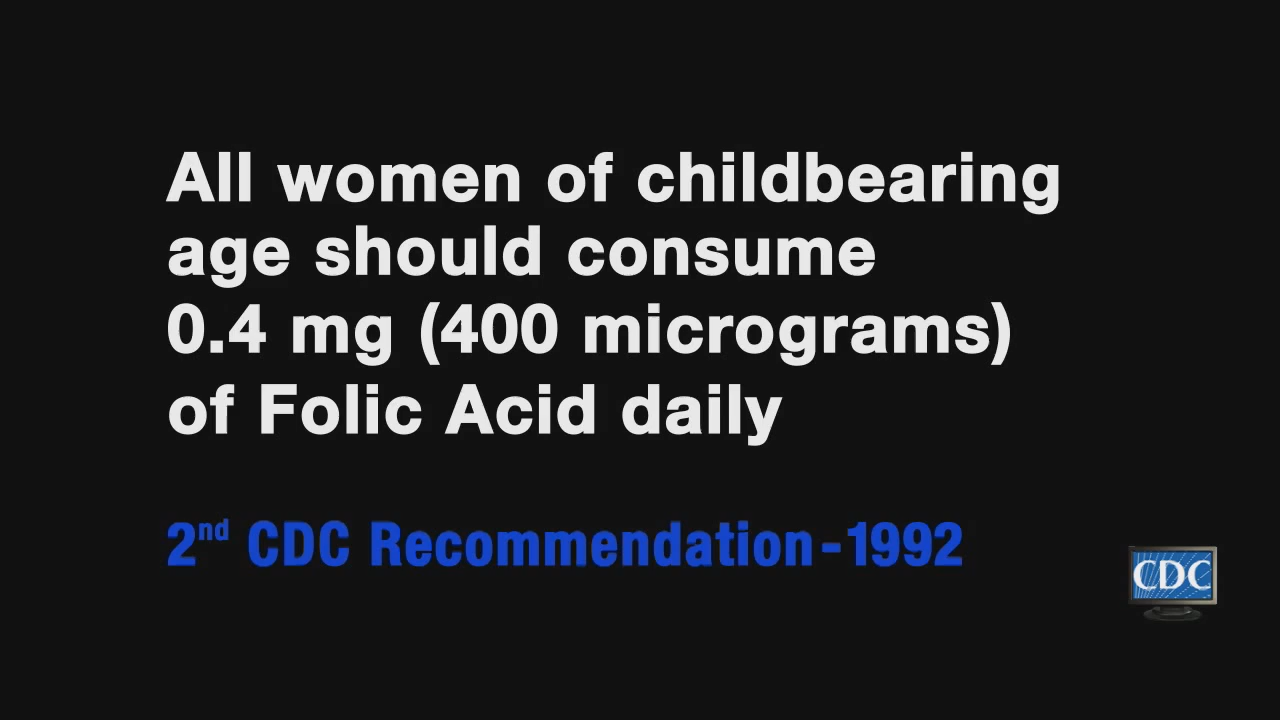 All women of childbearing
age should consume
0.4 mg (400 micrograms)
of Folic Acid daily
2nd CDC Recommendation - 1992
CDC